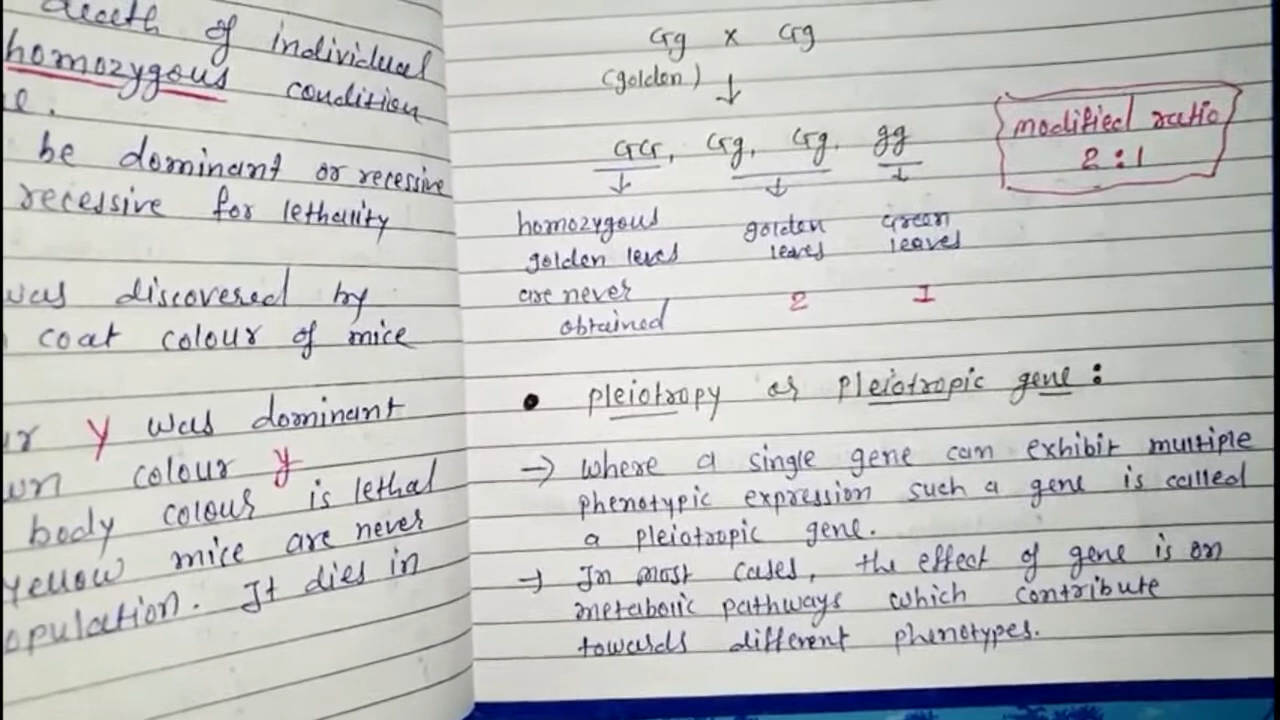 death of individual
homozygous condition
e.
be dominant or recessive
recessive for lethality
was discovered by
coat colour of mice
ur Y was dominant
wn colour y
body colour is lethal
yellow mice are never
opulation. It dies in
Gg x Gg
(golden) ↓
GG, Gg, Gg, gg
↓ ↓ ↓
homozygous golden Green
golden leves leaves leaves
are never 2 1
obtained
modified ratio
2:1
• pleiotropy or pleiotropic gene:
→ where a single gene can exhibit multiple
phenotypic expression such a gene is called
a pleiotropic gene.
→ In most cases, the effect of gene is on
metabolic pathways which contribute
towards different phenotypes.